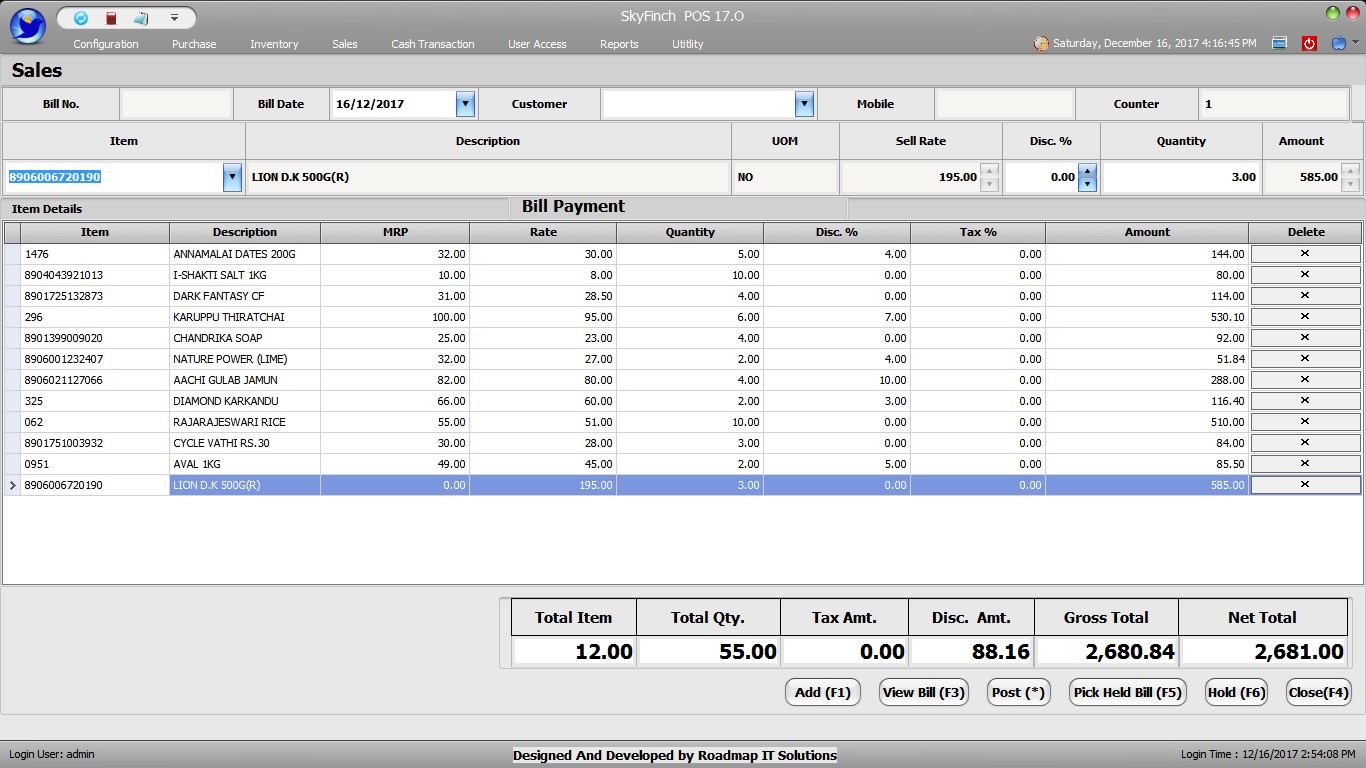 SkyFinch POS 17.O
Configuration Purchase Inventory Sales Cash Transaction User Access Reports Utitlity Saturday, December 16, 2017 4:16:45 PM
Sales
Bill No. Bill Date 16/12/2017 Customer Mobile Counter 1
Item Description UOM Sell Rate Disc. % Quantity Amount
8906006720190 LION D.K 500G(R) NO 195.00 0.00 3.00 585.00
Item Details Bill Payment
Item Description MRP Rate Quantity Disc. % Tax % Amount Delete
1476 ANNAMALAI DATES 200G 32.00 30.00 5.00 4.00 0.00 144.00 ×
8904043921013 I-SHAKTI SALT 1KG 10.00 8.00 10.00 0.00 0.00 80.00 ×
8901725132873 DARK FANTASY CF 31.00 28.50 4.00 0.00 0.00 114.00 ×
296 KARUPPU THIRATCHAI 100.00 95.00 6.00 7.00 0.00 530.10 ×
8901399009020 CHANDRIKA SOAP 25.00 23.00 4.00 0.00 0.00 92.00 ×
8906001232407 NATURE POWER (LIME) 32.00 27.00 2.00 4.00 0.00 51.84 ×
8906021127066 AACHI GULAB JAMUN 82.00 80.00 4.00 10.00 0.00 288.00 ×
325 DIAMOND KARKANDU 66.00 60.00 2.00 3.00 0.00 116.40 ×
062 RAJARAJESWARI RICE 55.00 51.00 10.00 0.00 0.00 510.00 ×
8901751003932 CYCLE VATHI RS.30 30.00 28.00 3.00 0.00 0.00 84.00 ×
0951 AVAL 1KG 49.00 45.00 2.00 5.00 0.00 85.50 ×
8906006720190 LION D.K 500G(R) 0.00 195.00 3.00 0.00 0.00 585.00 ×
Total Item Total Qty. Tax Amt. Disc. Amt. Gross Total Net Total
12.00 55.00 0.00 88.16 2,680.84 2,681.00
Add (F1) View Bill (F3) Post (*) Pick Held Bill (F5) Hold (F6) Close(F4)
Login User: admin Designed And Developed by Roadmap IT Solutions Login Time : 12/16/2017 2:54:08 PM